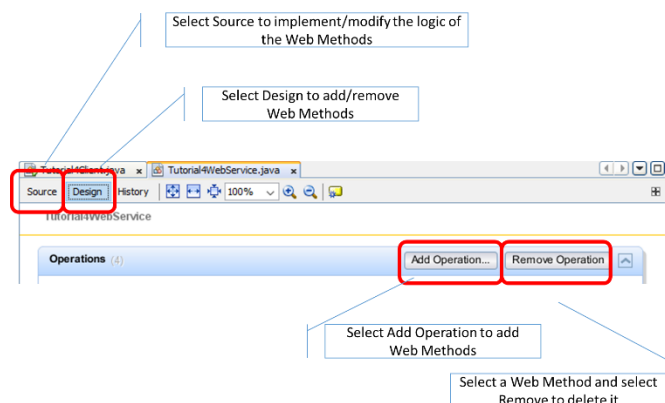 Select Source to implement/modify the logic of
the Web Methods
Select Design to add/remove
Web Methods
Tutorial4Client.java x Tutorial4WebService.java x
Source Design History 100%
Tutorial4WebService
Operations (4) Add Operation... Remove Operation
Select Add Operation to add
Web Methods
Select a Web Method and select
Remove to delete it